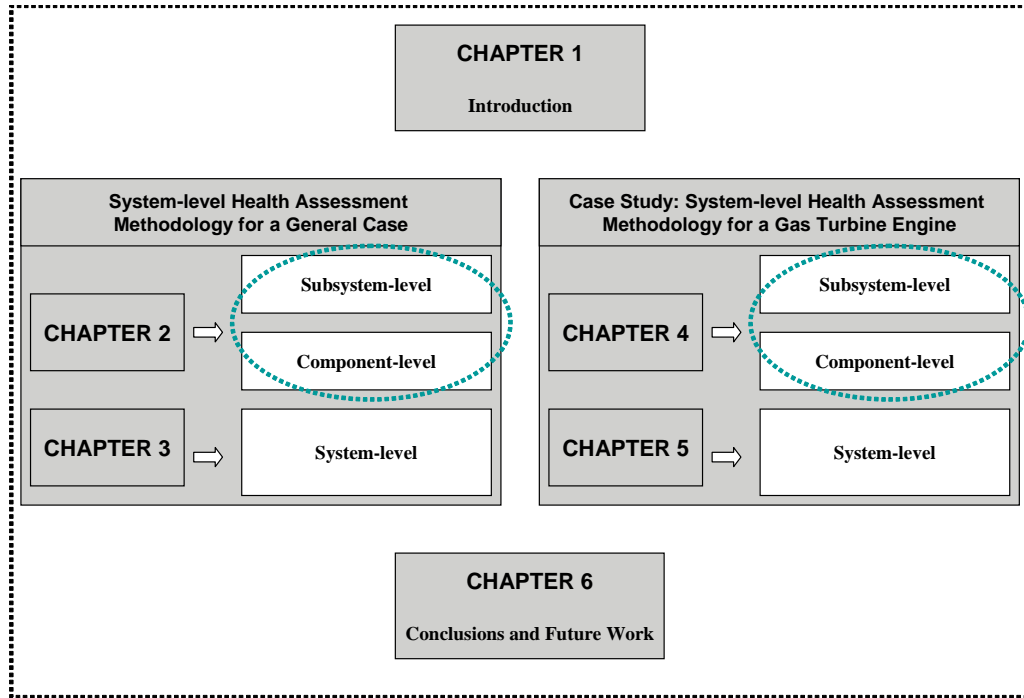 CHAPTER 1
Introduction
System-level Health Assessment
Methodology for a General Case
CHAPTER 2
Subsystem-level
Component-level
CHAPTER 3
System-level
Case Study: System-level Health Assessment
Methodology for a Gas Turbine Engine
CHAPTER 4
Subsystem-level
Component-level
CHAPTER 5
System-level
CHAPTER 6
Conclusions and Future Work